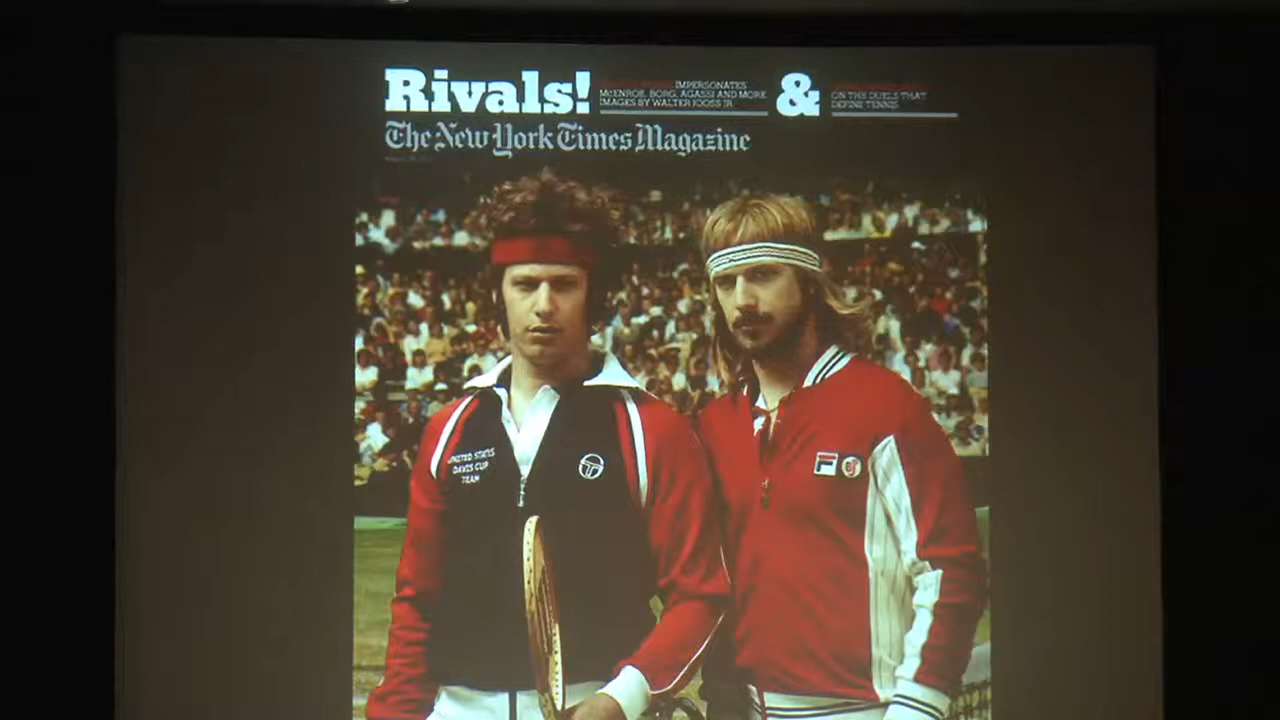 Rivals!
IMPERSONATES
McENROE, BORG, AGASSI AND MORE
IMAGES BY WALTER IOOSS JR.
&
ON THE DUELS THAT
DEFINE TENNIS
The New York Times Magazine
UNITED STATES
DAVIS CUP
TEAM